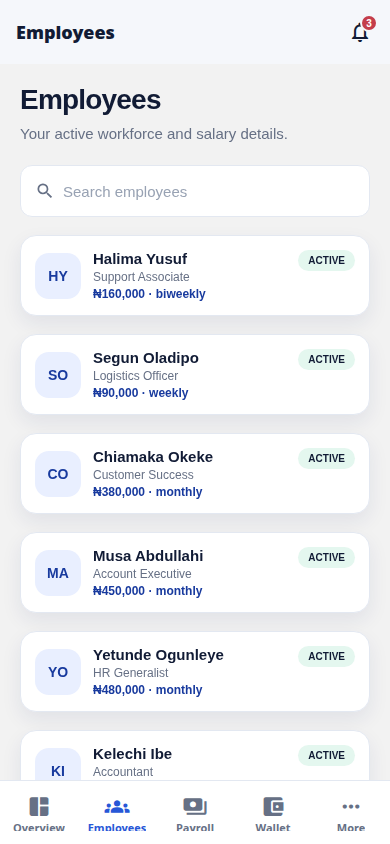 Employees
3
Employees
Your active workforce and salary details.
Search employees
HY
Halima Yusuf
ACTIVE
Support Associate
₦160,000 · biweekly
SO
Segun Oladipo
ACTIVE
Logistics Officer
₦90,000 · weekly
CO
Chiamaka Okeke
ACTIVE
Customer Success
₦380,000 · monthly
MA
Musa Abdullahi
ACTIVE
Account Executive
₦450,000 · monthly
YO
Yetunde Ogunleye
ACTIVE
HR Generalist
₦480,000 · monthly
KI
Kelechi Ibe
ACTIVE
Accountant
Overview
Employees
Payroll
Wallet
More